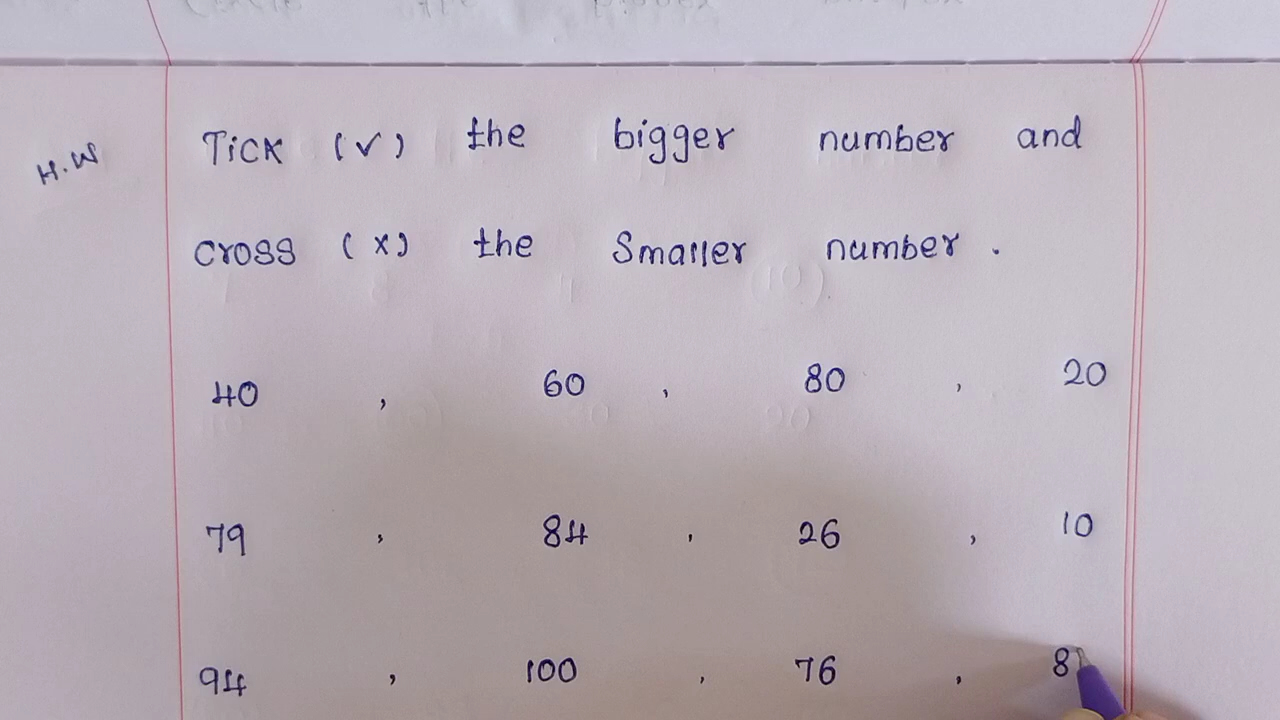 H.W
Tick (✓) the bigger number and
cross (x) the smaller number.
40 , 60 , 80 , 20
79 , 84 , 26 , 10
94 , 100 , 76 , 8